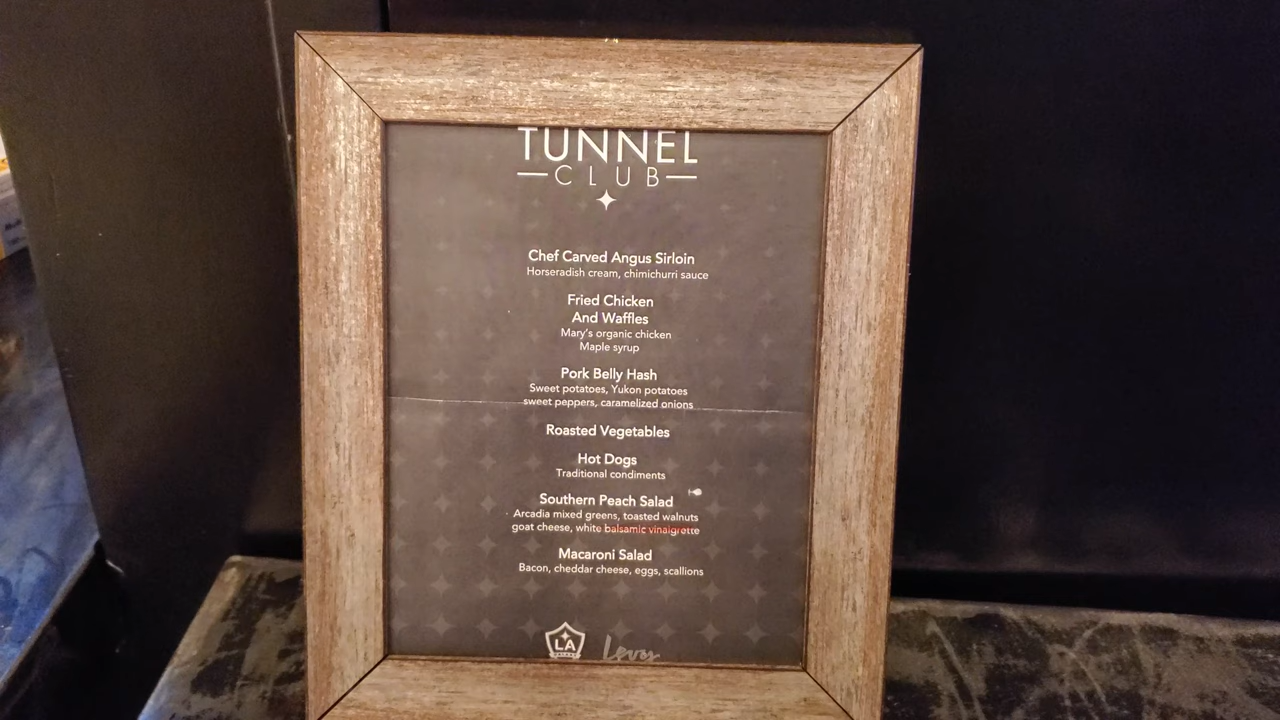 TUNNEL
CLUB
Chef Carved Angus Sirloin
Horseradish cream, chimichurri sauce
Fried Chicken
And Waffles
Mary's organic chicken
Maple syrup
Pork Belly Hash
Sweet potatoes, Yukon potatoes
sweet peppers, caramelized onions
Roasted Vegetables
Hot Dogs
Traditional condiments
Southern Peach Salad
Arcadia mixed greens, toasted walnuts
goat cheese, white balsamic vinaigrette
Macaroni Salad
Bacon, cheddar cheese, eggs, scallions
LA
Levy